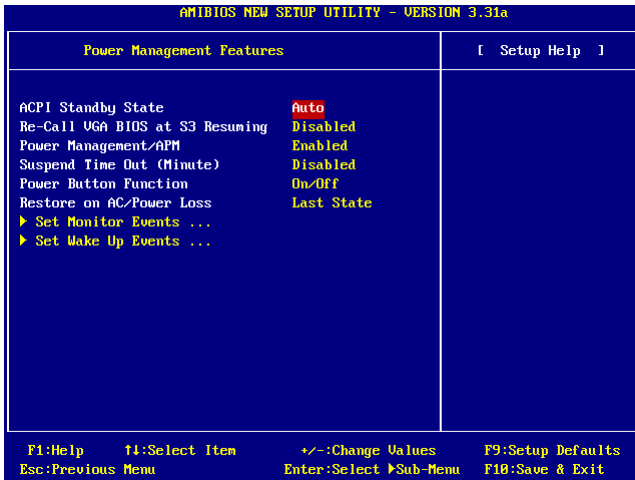 AMIBIOS NEW SETUP UTILITY - VERSION 3.31a
Power Management Features
[ Setup Help ]
ACPI Standby State Auto
Re-Call VGA BIOS at S3 Resuming Disabled
Power Management/APM Enabled
Suspend Time Out (Minute) Disabled
Power Button Function On/Off
Restore on AC/Power Loss Last State
▶ Set Monitor Events ...
▶ Set Wake Up Events ...
F1:Help ↑↓:Select Item +/-:Change Values F9:Setup Defaults
Esc:Previous Menu Enter:Select ▶Sub-Menu F10:Save & Exit